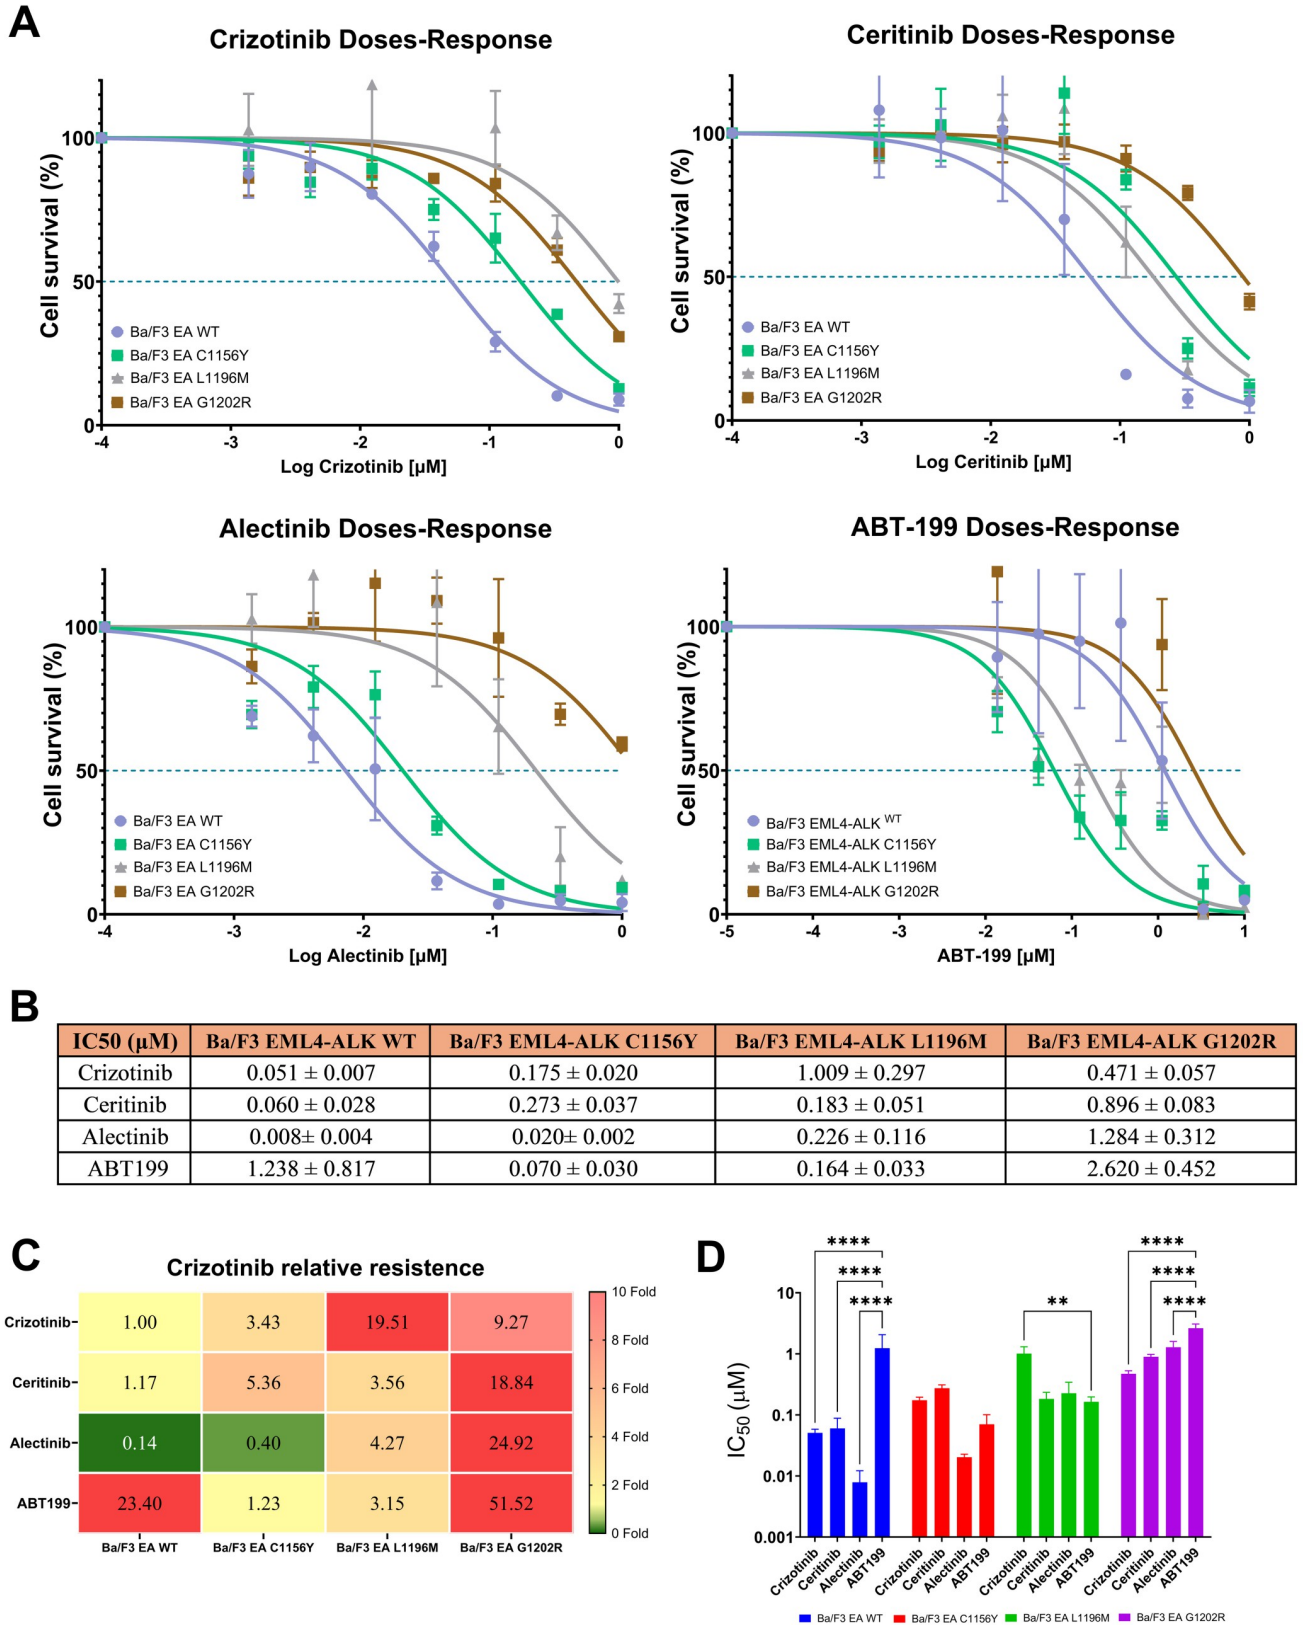 A
Crizotinib Doses-Response
Cell survival (%)
100
50
0
-4 -3 -2 -1 0
Log Crizotinib [µM]
Ba/F3 EA WT
Ba/F3 EA C1156Y
Ba/F3 EA L1196M
Ba/F3 EA G1202R
Ceritinib Doses-Response
Cell survival (%)
100
50
0
-4 -3 -2 -1 0
Log Ceritinib [µM]
Ba/F3 EA WT
Ba/F3 EA C1156Y
Ba/F3 EA L1196M
Ba/F3 EA G1202R
Alectinib Doses-Response
Cell survival (%)
100
50
0
-4 -3 -2 -1 0
Log Alectinib [µM]
Ba/F3 EA WT
Ba/F3 EA C1156Y
Ba/F3 EA L1196M
Ba/F3 EA G1202R
ABT-199 Doses-Response
Cell survival (%)
100
50
0
-5 -4 -3 -2 -1 0 1
ABT-199 [µM]
Ba/F3 EML4-ALK WT
Ba/F3 EML4-ALK C1156Y
Ba/F3 EML4-ALK L1196M
Ba/F3 EML4-ALK G1202R
B
IC50 (µM) Ba/F3 EML4-ALK WT Ba/F3 EML4-ALK C1156Y Ba/F3 EML4-ALK L1196M Ba/F3 EML4-ALK G1202R
Crizotinib 0.051 ± 0.007 0.175 ± 0.020 1.009 ± 0.297 0.471 ± 0.057
Ceritinib 0.060 ± 0.028 0.273 ± 0.037 0.183 ± 0.051 0.896 ± 0.083
Alectinib 0.008± 0.004 0.020± 0.002 0.226 ± 0.116 1.284 ± 0.312
ABT199 1.238 ± 0.817 0.070 ± 0.030 0.164 ± 0.033 2.620 ± 0.452
C
Crizotinib relative resistence
Crizotinib 1.00 3.43 19.51 9.27
Ceritinib 1.17 5.36 3.56 18.84
Alectinib 0.14 0.40 4.27 24.92
ABT199 23.40 1.23 3.15 51.52
Ba/F3 EA WT Ba/F3 EA C1156Y Ba/F3 EA L1196M Ba/F3 EA G1202R
10 Fold
8 Fold
6 Fold
4 Fold
2 Fold
0 Fold
D
**** **** **** ** **** **** ****
IC50 (µM)
10
1
0.1
0.01
0.001
Crizotinib Ceritinib Alectinib ABT199 Crizotinib Ceritinib Alectinib ABT199 Crizotinib Ceritinib Alectinib ABT199 Crizotinib Ceritinib Alectinib ABT199
Ba/F3 EA WT Ba/F3 EA C1156Y Ba/F3 EA L1196M Ba/F3 EA G1202R